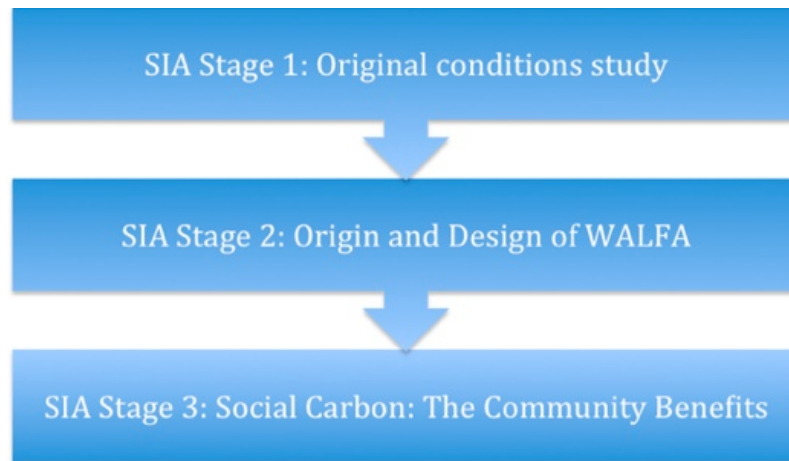 SIA Stage 1: Original conditions study
SIA Stage 2: Origin and Design of WALFA
SIA Stage 3: Social Carbon: The Community Benefits